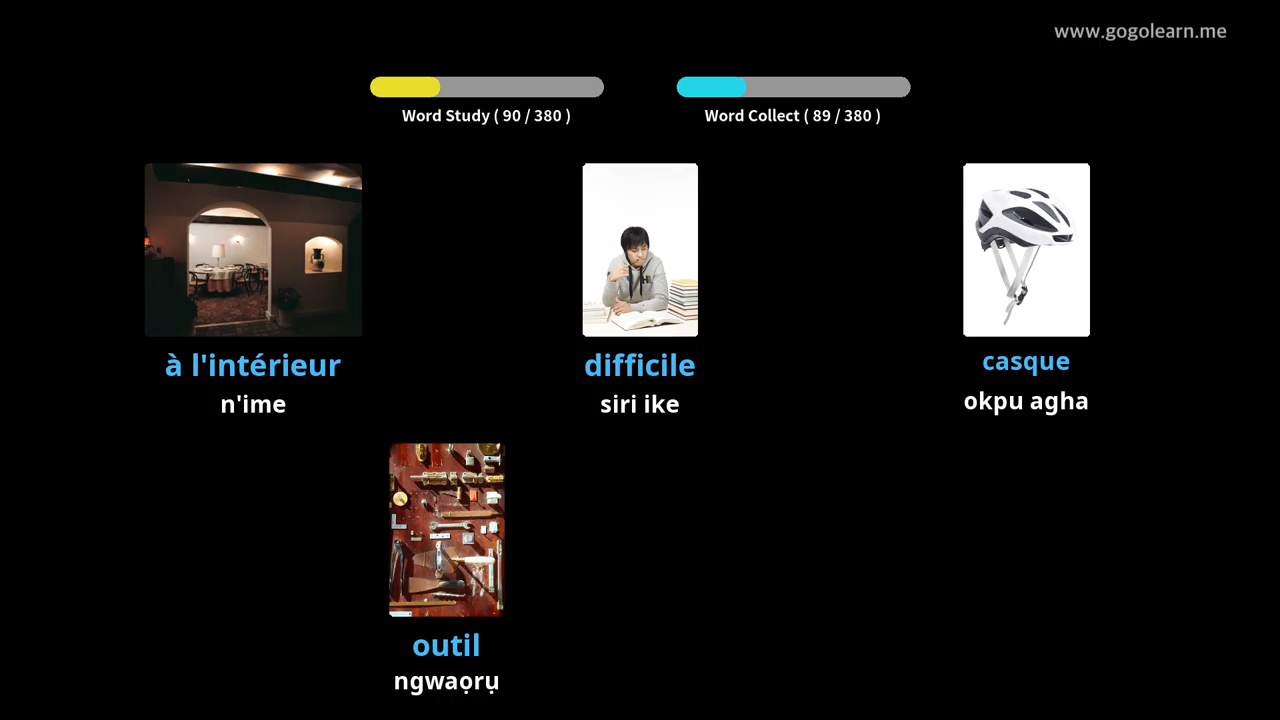 www.gogolearn.me
Word Study ( 90 / 380 )
Word Collect ( 89 / 380 )
à l'intérieur
n'ime
difficile
siri ike
casque
okpu agha
outil
ngwaọrụ